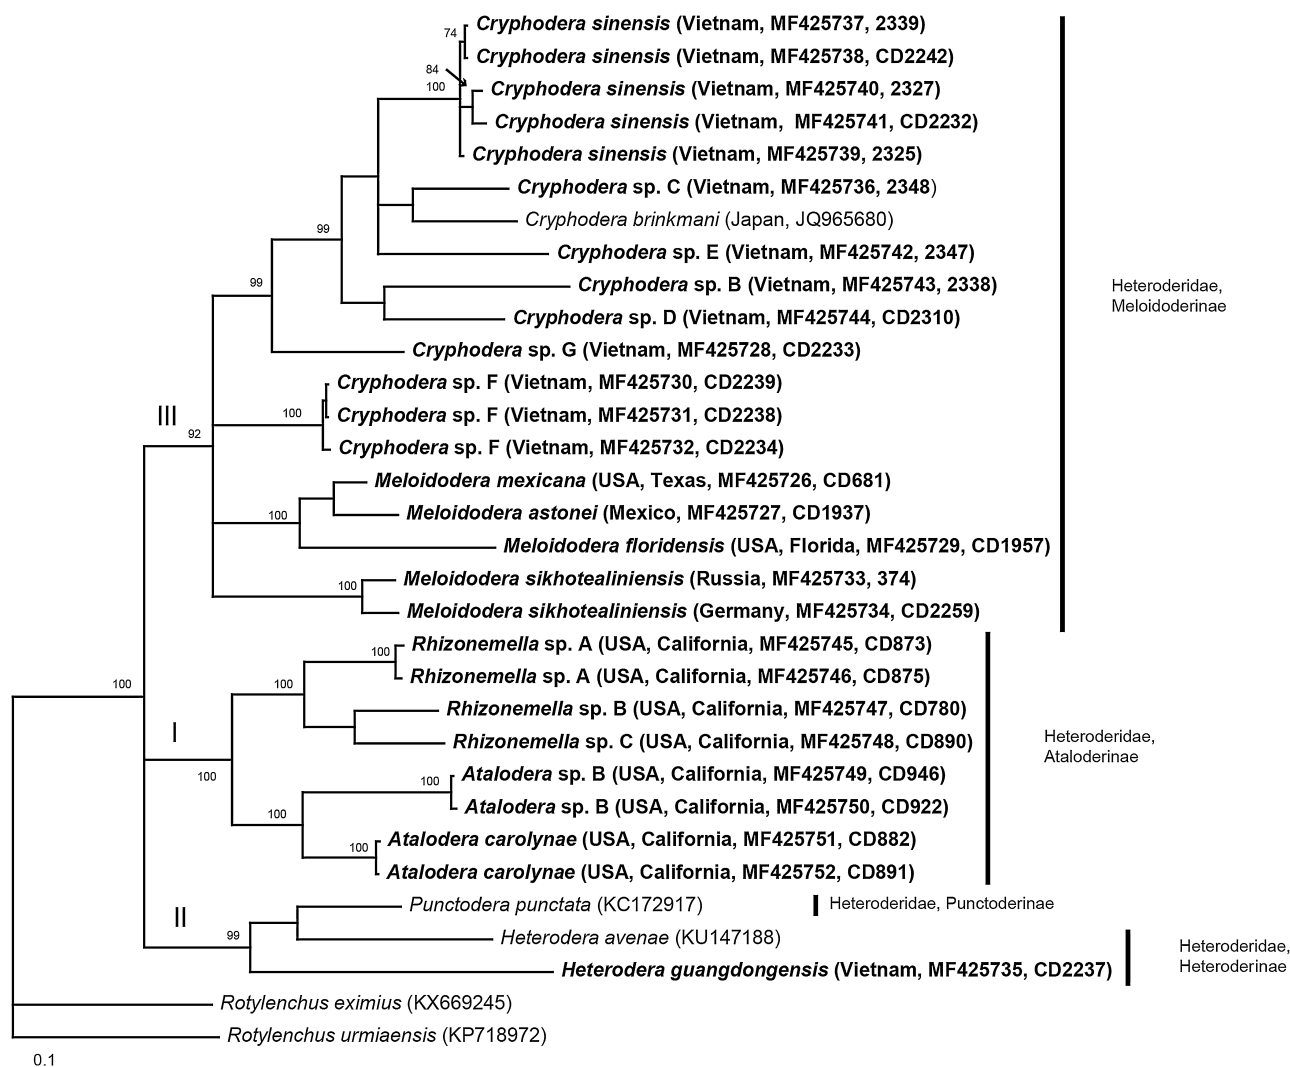 Cryphodera sinensis (Vietnam, MF425737, 2339)
74
Cryphodera sinensis (Vietnam, MF425738, CD2242)
84
100
Cryphodera sinensis (Vietnam, MF425740, 2327)
Cryphodera sinensis (Vietnam,  MF425741, CD2232)
Cryphodera sinensis (Vietnam, MF425739, 2325)
Cryphodera sp. C (Vietnam, MF425736, 2348)
Cryphodera brinkmani (Japan, JQ965680)
99
Cryphodera sp. E (Vietnam, MF425742, 2347)
99
Cryphodera sp. B (Vietnam, MF425743, 2338)
Heteroderidae,
Meloidoderinae
Cryphodera sp. D (Vietnam, MF425744, CD2310)
Cryphodera sp. G (Vietnam, MF425728, CD2233)
Cryphodera sp. F (Vietnam, MF425730, CD2239)
III
100
Cryphodera sp. F (Vietnam, MF425731, CD2238)
92
Cryphodera sp. F (Vietnam, MF425732, CD2234)
Meloidodera mexicana (USA, Texas, MF425726, CD681)
100
Meloidodera astonei (Mexico, MF425727, CD1937)
Meloidodera floridensis (USA, Florida, MF425729, CD1957)
100
Meloidodera sikhotealiniensis (Russia, MF425733, 374)
Meloidodera sikhotealiniensis (Germany, MF425734, CD2259)
100
Rhizonemella sp. A (USA, California, MF425745, CD873)
100
100
Rhizonemella sp. A (USA, California, MF425746, CD875)
Rhizonemella sp. B (USA, California, MF425747, CD780)
I
Rhizonemella sp. C (USA, California, MF425748, CD890)
Heteroderidae,
Ataloderinae
100
100
Atalodera sp. B (USA, California, MF425749, CD946)
100
Atalodera sp. B (USA, California, MF425750, CD922)
100
Atalodera carolynae (USA, California, MF425751, CD882)
Atalodera carolynae (USA, California, MF425752, CD891)
II
Punctodera punctata (KC172917)
Heteroderidae, Punctoderinae
99
Heterodera avenae (KU147188)
Heterodera guangdongensis (Vietnam, MF425735, CD2237)
Heteroderidae,
Heteroderinae
Rotylenchus eximius (KX669245)
Rotylenchus urmiaensis (KP718972)
0.1